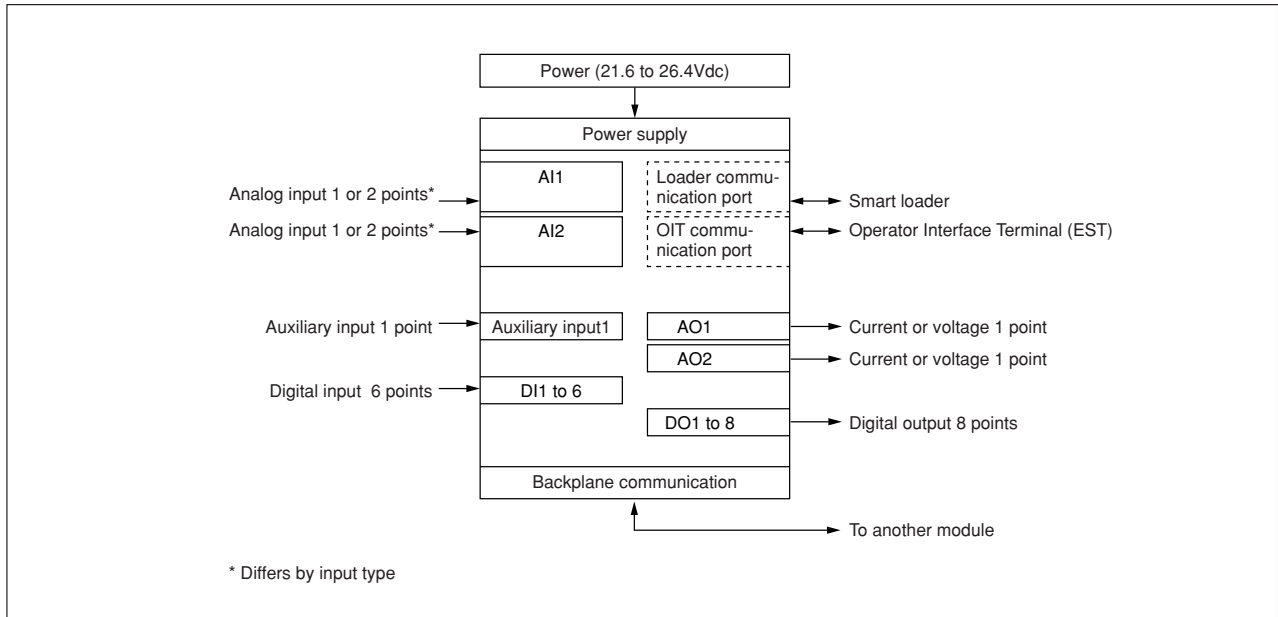 Power (21.6 to 26.4Vdc)
Power supply
Analog input 1 or 2 points*
AI1
Loader commu-
nication port
Smart loader
Analog input 1 or 2 points*
AI2
OIT commu-
nication port
Operator Interface Terminal (EST)
Auxiliary input 1 point
Auxiliary input1
AO1
Current or voltage 1 point
AO2
Current or voltage 1 point
Digital input 6 points
DI1 to 6
DO1 to 8
Digital output 8 points
Backplane communication
To another module
* Differs by input type